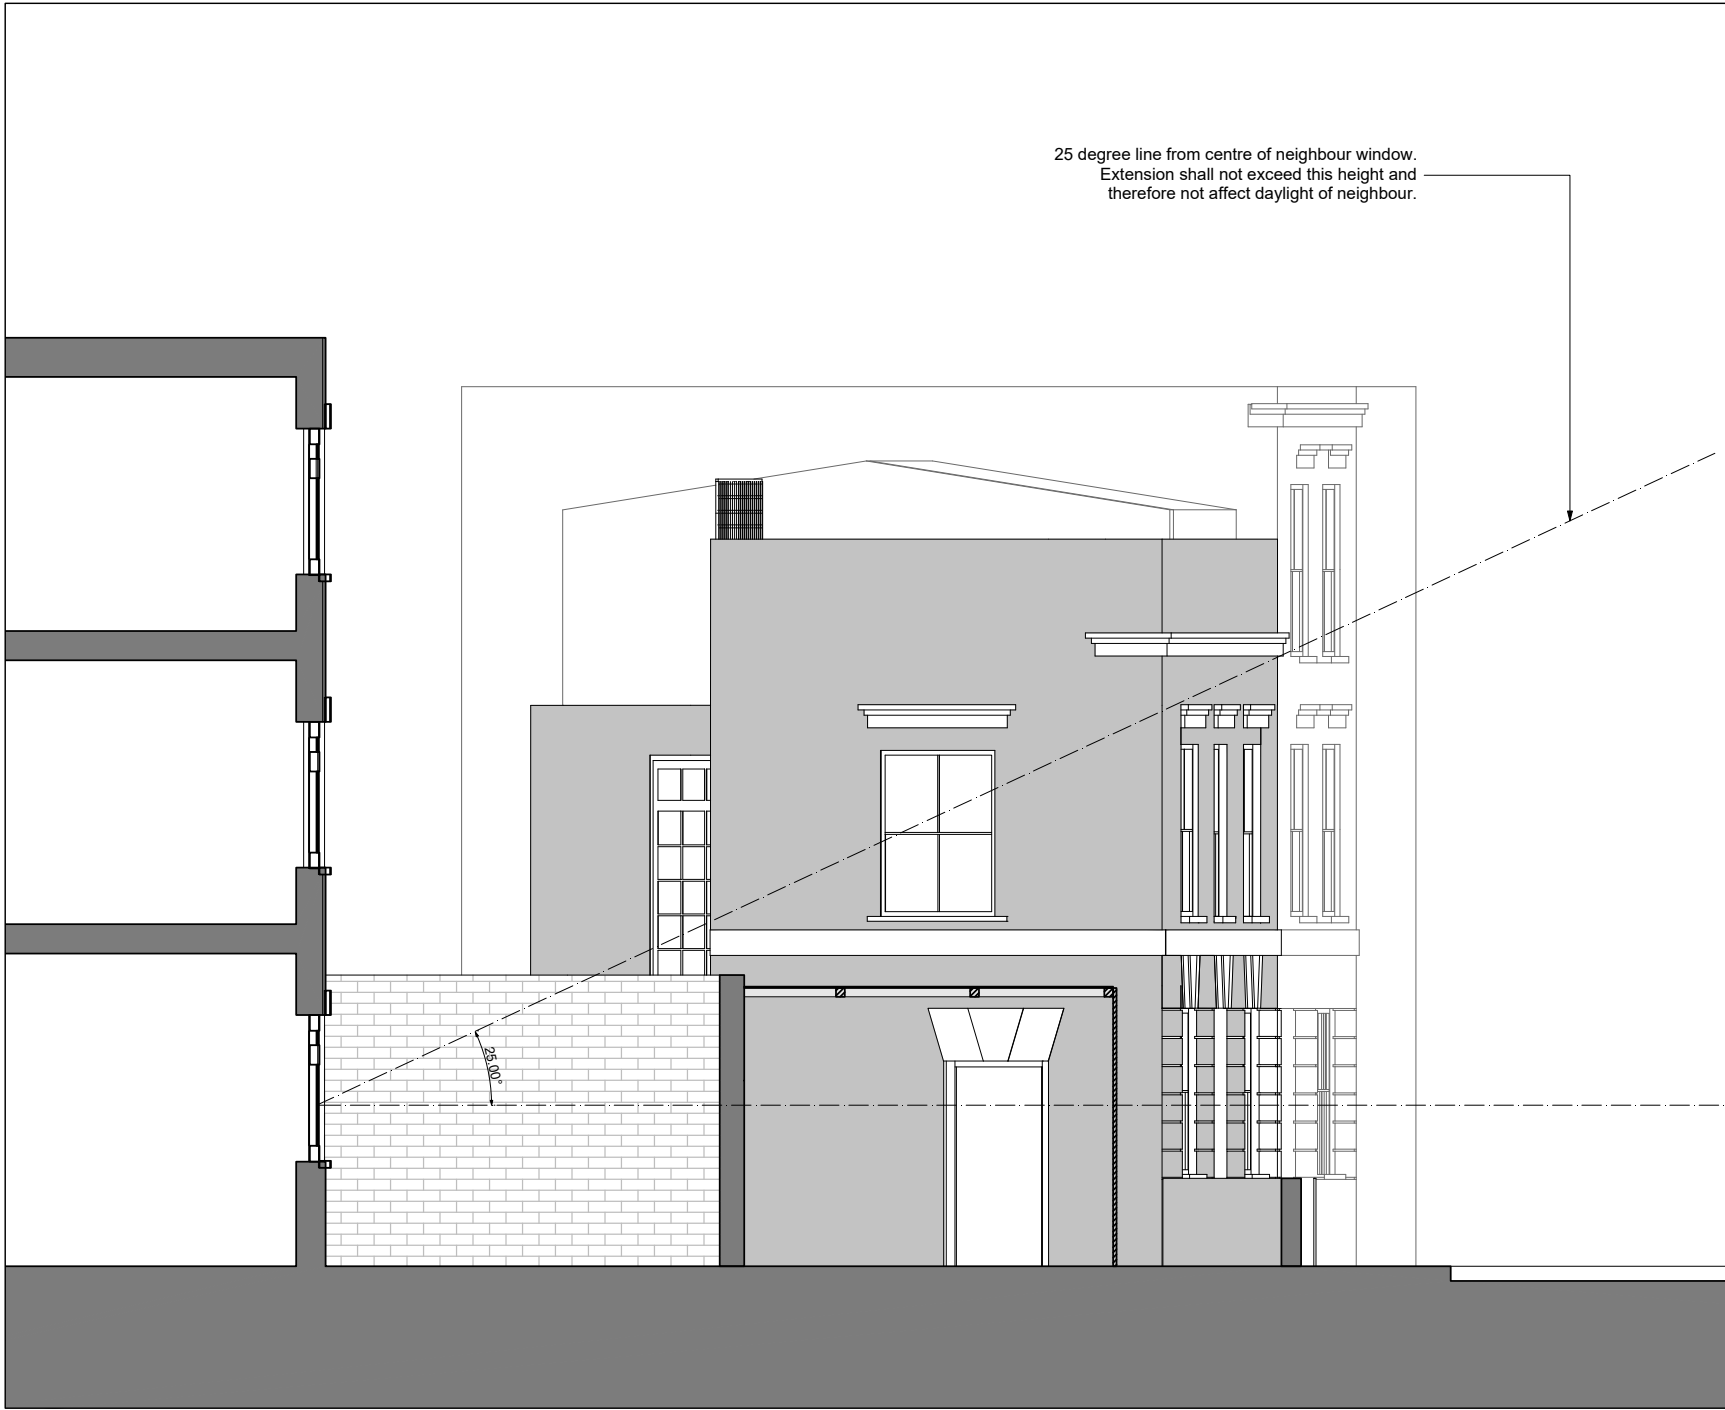 25 degree line from centre of neighbour window.
Extension shall not exceed this height and
therefore not affect daylight of neighbour.
25.00°